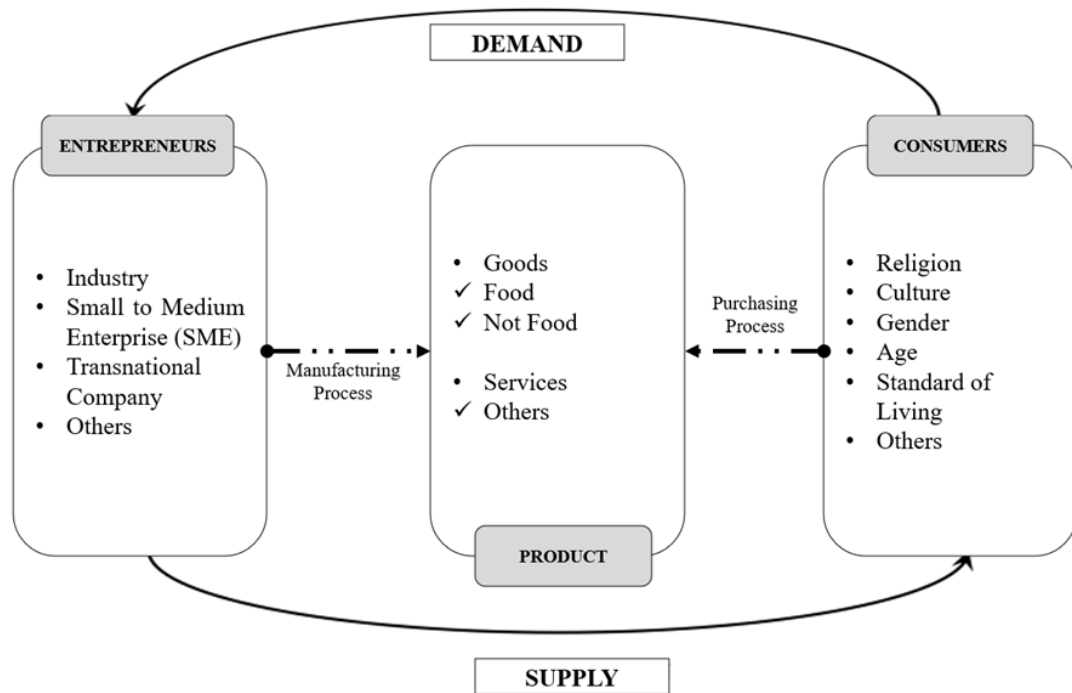 DEMAND
ENTREPRENEURS
CONSUMERS
• Industry
• Small to Medium
Enterprise (SME)
• Transnational
Company
• Others
Manufacturing
Process
• Goods
✓ Food
✓ Not Food
• Services
✓ Others
PRODUCT
Purchasing
Process
• Religion
• Culture
• Gender
• Age
• Standard of
Living
• Others
SUPPLY